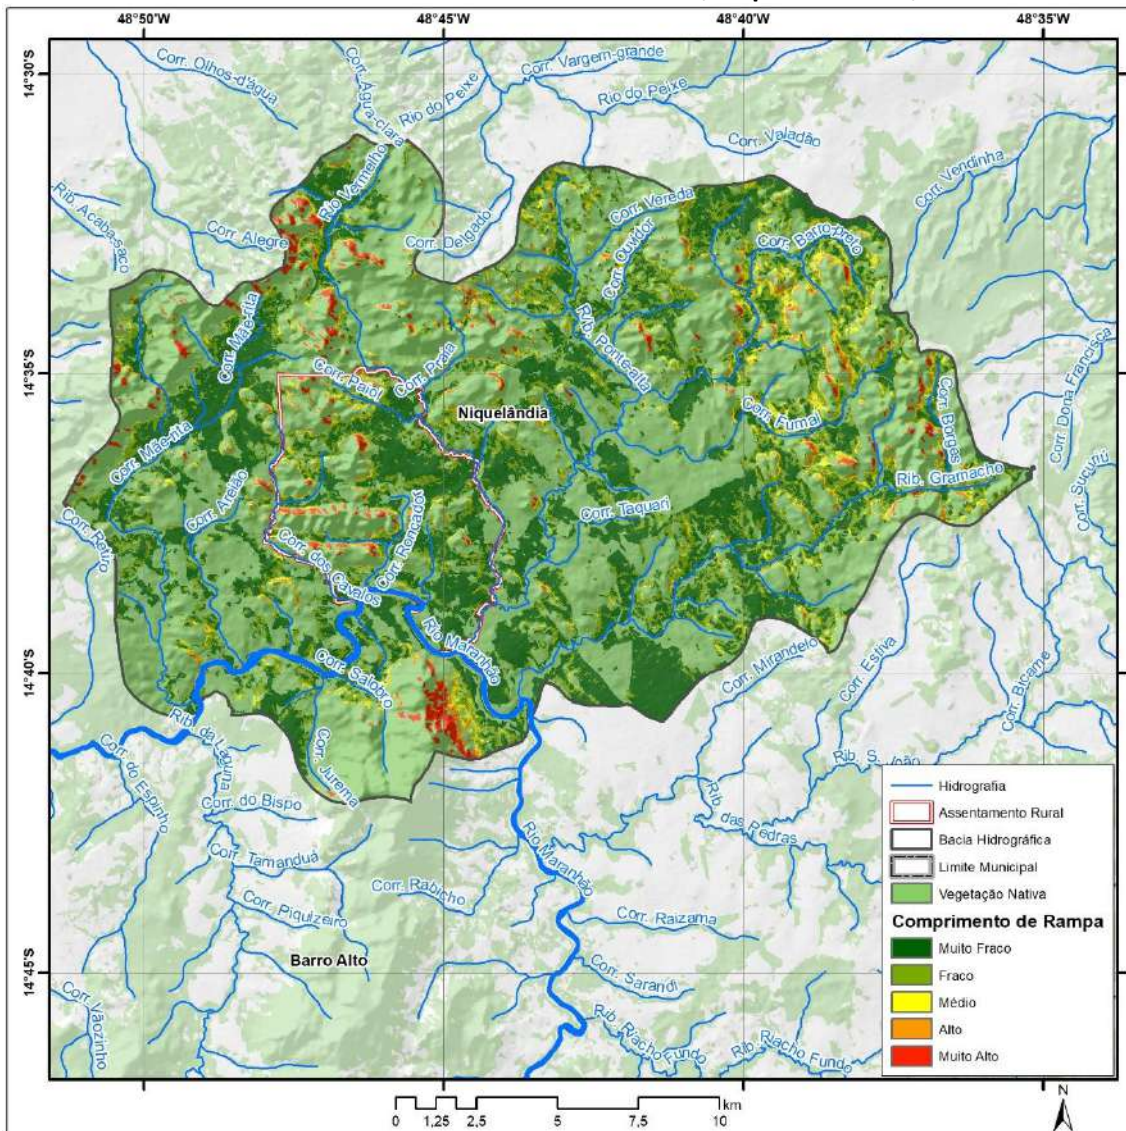 48°50'W
48°45'W
48°40'W
48°35'W
14°30'S
14°35'S
14°40'S
14°45'S
Corr. Olhos-d'água
Corr. Água-clara
Rio do Peixe
Corr. Vargem-grande
Rio do Peixe
Corr. Valadão
Corr. Vendinha
Rib. Acaba-saco
Corr. Alegre
Rio Vermelho
Corr. Delgado
Corr. Vereda
Corr. Ouvidor
Corr. Barro-preto
Corr. Mãe-rita
Rib. Ponte-alta
Corr. Paiol
Corr. Praia
Niquelândia
Corr. Fumal
Corr. Borges
Corr. Dona Francisca
Corr. Mãe-rita
Corr. Areião
Corr. Roncador
Corr. Taquari
Rib. Gramacho
Corr. Sucuriú
Corr. Retiro
Corr. dos Cavalos
Rio Maranhão
Corr. Salobro
Corr. Mirandelo
Corr. Estiva
Corr. Bicame
Rib. da Laguna
Corr. do Espinho
Corr. Jurema
Corr. do Bispo
Corr. Tamanduá
Corr. Rabicho
Corr. Piquizeiro
Rio Maranhão
Rib. das Pedras
Corr. Raizama
Barro Alto
Corr. Sarandi
Corr. Vãozinho
Rib. Riacho Fundo
Rib. Riacho Fundo
Hidrografia
Assentamento Rural
Bacia Hidrográfica
Limite Municipal
Vegetação Nativa
Comprimento de Rampa
Muito Fraco
Fraco
Médio
Alto
Muito Alto
0 1,25 2,5 5 7,5 10 km
N